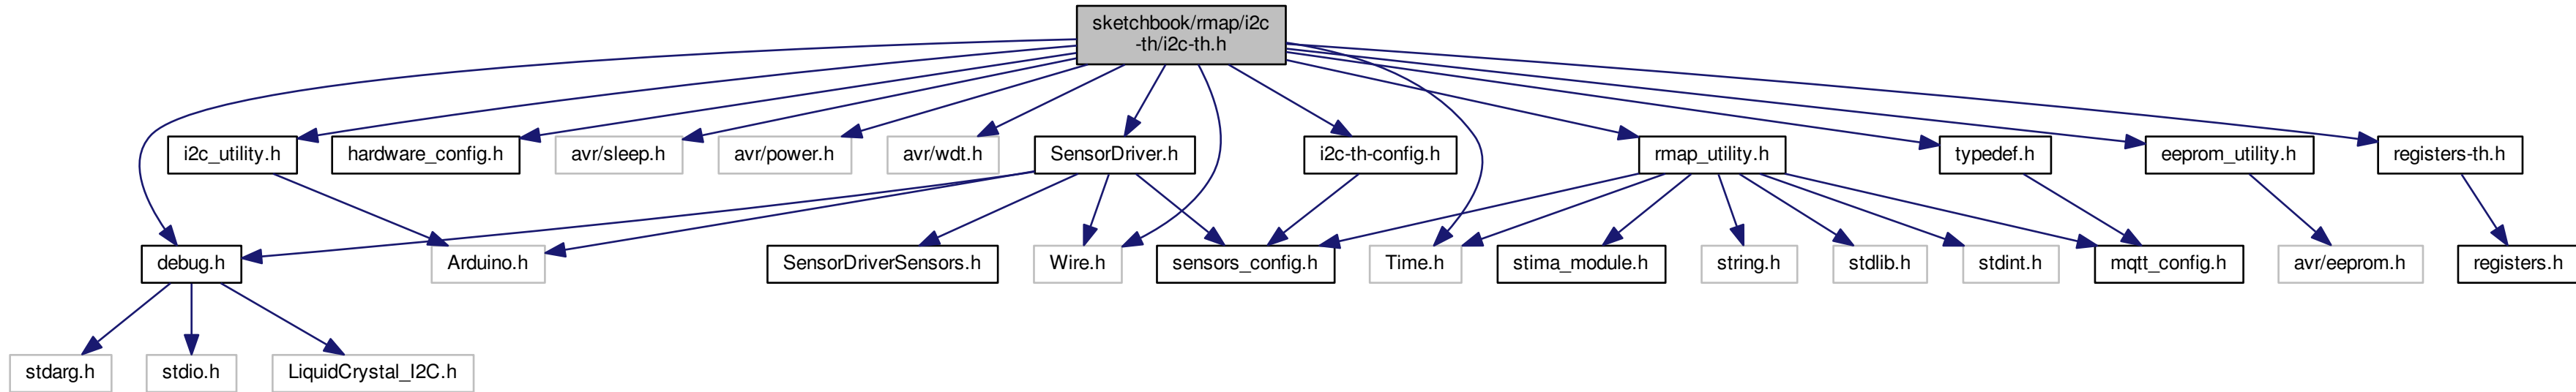 sketchbook/rmap/i2c
-th/i2c-th.h
i2c_utility.h
hardware_config.h
avr/sleep.h
avr/power.h
avr/wdt.h
SensorDriver.h
i2c-th-config.h
rmap_utility.h
typedef.h
eeprom_utility.h
registers-th.h
debug.h
Arduino.h
SensorDriverSensors.h
Wire.h
sensors_config.h
Time.h
stima_module.h
string.h
stdlib.h
stdint.h
mqtt_config.h
avr/eeprom.h
registers.h
stdarg.h
stdio.h
LiquidCrystal_I2C.h